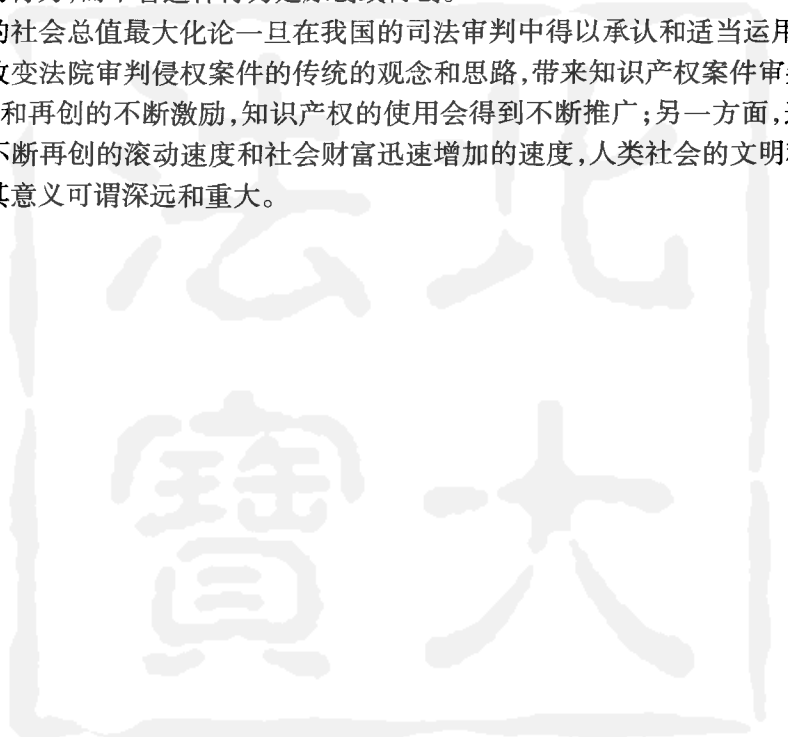 的社会总值最大化论一旦在我国的司法审判中得以承认和适当运用
改变法院审判侵权案件的传统的观念和思路,带来知识产权案件审
和再创的不断激励,知识产权的使用会得到不断推广;另一方面,
不断再创的滚动速度和社会财富迅速增加的速度,人类社会的文明
其意义可谓深远和重大。
北大
法寶